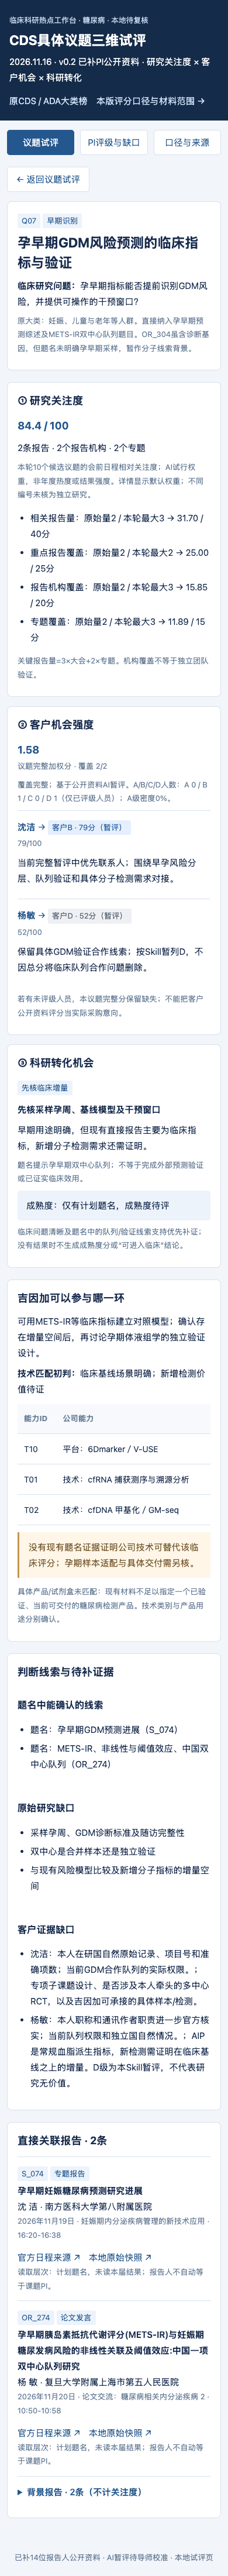 临床科研热点工作台 · 糖尿病 · 本地待复核
CDS具体议题三维试评
2026.11.16 · v0.2 已补PI公开资料 · 研究关注度 × 客
户机会 × 科研转化
原CDS / ADA大类榜 本版评分口径与材料范围 →
议题试评 PI评级与缺口 口径与来源
← 返回议题试评
Q07 早期识别
孕早期GDM风险预测的临床指
标与验证
临床研究问题：孕早期指标能否提前识别GDM风
险，并提供可操作的干预窗口？
原大类：妊娠、儿童与老年等人群。直接纳入孕早期预
测综述及METS-IR双中心队列题目。OR_304虽含诊断基
因，但题名未明确孕早期采样，暂作分子线索背景。
① 研究关注度
84.4 / 100
2条报告 · 2个报告机构 · 2个专题
本轮10个候选议题的会前日程相对关注度；AI试行权
重，非年度热度或结果强度。详情显示默认权重；不同
编号未核为独立研究。
• 相关报告量：原始量2 / 本轮最大3 → 31.70 /
40分
• 重点报告覆盖：原始量2 / 本轮最大2 → 25.00
/ 25分
• 报告机构覆盖：原始量2 / 本轮最大3 → 15.85
/ 20分
• 专题覆盖：原始量2 / 本轮最大3 → 11.89 / 15
分
关键报告量=3×大会+2×专题。机构覆盖不等于独立团队
验证。
② 客户机会强度
1.58
议题完整加权分 · 覆盖 2/2
覆盖完整；基于公开资料AI暂评。A/B/C/D人数：A 0 / B
1 / C 0 / D 1（仅已评级人员）；A级密度0%。
沈洁 → 客户B · 79分（暂评）
79/100
当前完整暂评中优先联系人；围绕早孕风险分
层、队列验证和具体分子检测需求对接。
杨敏 → 客户D · 52分（暂评）
52/100
保留具体GDM验证合作线索；按Skill暂列D，不
因总分将临床队列合作问题删除。
若有未评级人员，本议题完整分保留缺失；不能把客户
公开资料评分当实际采购意向。
③ 科研转化机会
先核临床增量
先核采样孕周、基线模型及干预窗口
早期用途明确，但现有直接报告主要为临床指
标，新增分子检测需求还需证明。
题名提示孕早期双中心队列；不等于完成外部预测验证
或已证实临床效用。
成熟度：仅有计划题名，成熟度待评
临床问题清晰及题名中的队列/验证线索支持优先补证；
没有结果时不生成成熟度分或“可进入临床”结论。
吉因加可以参与哪一环
可用METS-IR等临床指标建立对照模型；确认存
在增量空间后，再讨论孕期体液组学的独立验证
设计。
技术匹配初判：临床基线场景明确；新增检测价
值待证
能力ID 公司能力
T10 平台：6Dmarker / V-USE
T01 技术：cfRNA 捕获测序与溯源分析
T02 技术：cfDNA 甲基化 / GM-seq
没有现有题名证据证明公司技术可替代该临
床评分；孕期样本适配与具体交付需另核。
具体产品/试剂盒未匹配：现有材料不足以指定一个已验
证、当前可交付的糖尿病检测产品。技术类别与产品用
途分别确认。
判断线索与待补证据
题名中能确认的线索
• 题名：孕早期GDM预测进展（S_074）
• 题名：METS-IR、非线性与阈值效应、中国双
中心队列（OR_274）
原始研究缺口
• 采样孕周、GDM诊断标准及随访完整性
• 双中心是合并样本还是独立验证
• 与现有风险模型比较及新增分子指标的增量空
间
客户证据缺口
• 沈洁：本人在研国自然原始记录、项目号和准
确项数；当前GDM合作队列的实际权限。；
专项子课题设计、是否涉及本人牵头的多中心
RCT，以及吉因加可承接的具体样本/检测。
• 杨敏：本人职称和通讯作者职责进一步官方核
实；当前队列权限和独立国自然情况。；AIP
是常规血脂派生指标，新检测需证明在临床基
线之上的增量。D级为本Skill暂评，不代表研
究无价值。
直接关联报告 · 2条
S_074 专题报告
孕早期妊娠糖尿病预测研究进展
沈 洁 · 南方医科大学第八附属医院
2026年11月19日 · 妊娠期内分泌疾病管理的新技术应用 ·
16:20-16:38
官方日程来源 ↗ 本地原始快照 ↗
读取层次：计划题名，未读本届结果；报告人不自动等
于课题PI。
OR_274 论文发言
孕早期胰岛素抵抗代谢评分(METS-IR)与妊娠期
糖尿发病风险的非线性关联及阈值效应:中国一项
双中心队列研究
杨 敏 · 复旦大学附属上海市第五人民医院
2026年11月20日 · 论文交流：糖尿病相关内分泌疾病 2 ·
10:50-10:58
官方日程来源 ↗ 本地原始快照 ↗
读取层次：计划题名，未读本届结果；报告人不自动等
于课题PI。
▶ 背景报告 · 2条（不计关注度）
已补14位报告人公开资料 · AI暂评待导师校准 · 本地试评页